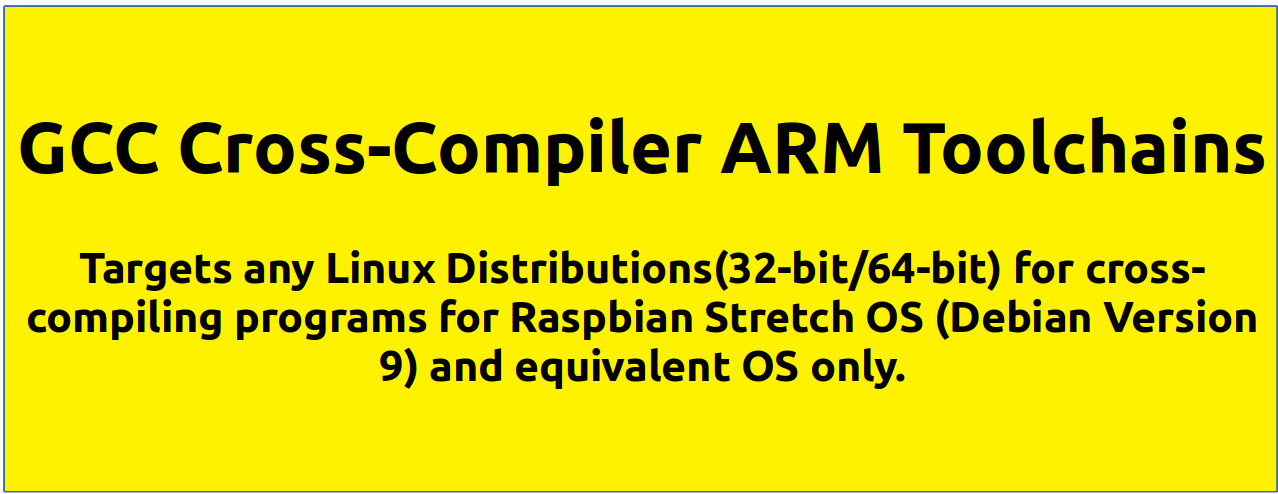 GCC Cross-Compiler ARM Toolchains
Targets any Linux Distributions(32-bit/64-bit) for cross-
compiling programs for Raspbian Stretch OS (Debian Version
9) and equivalent OS only.